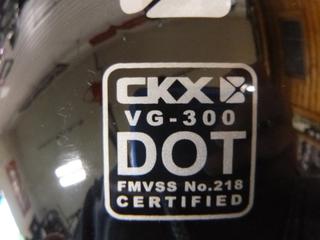 CKX
VG-300
DOT
FMVSS No.218
CERTIFIED